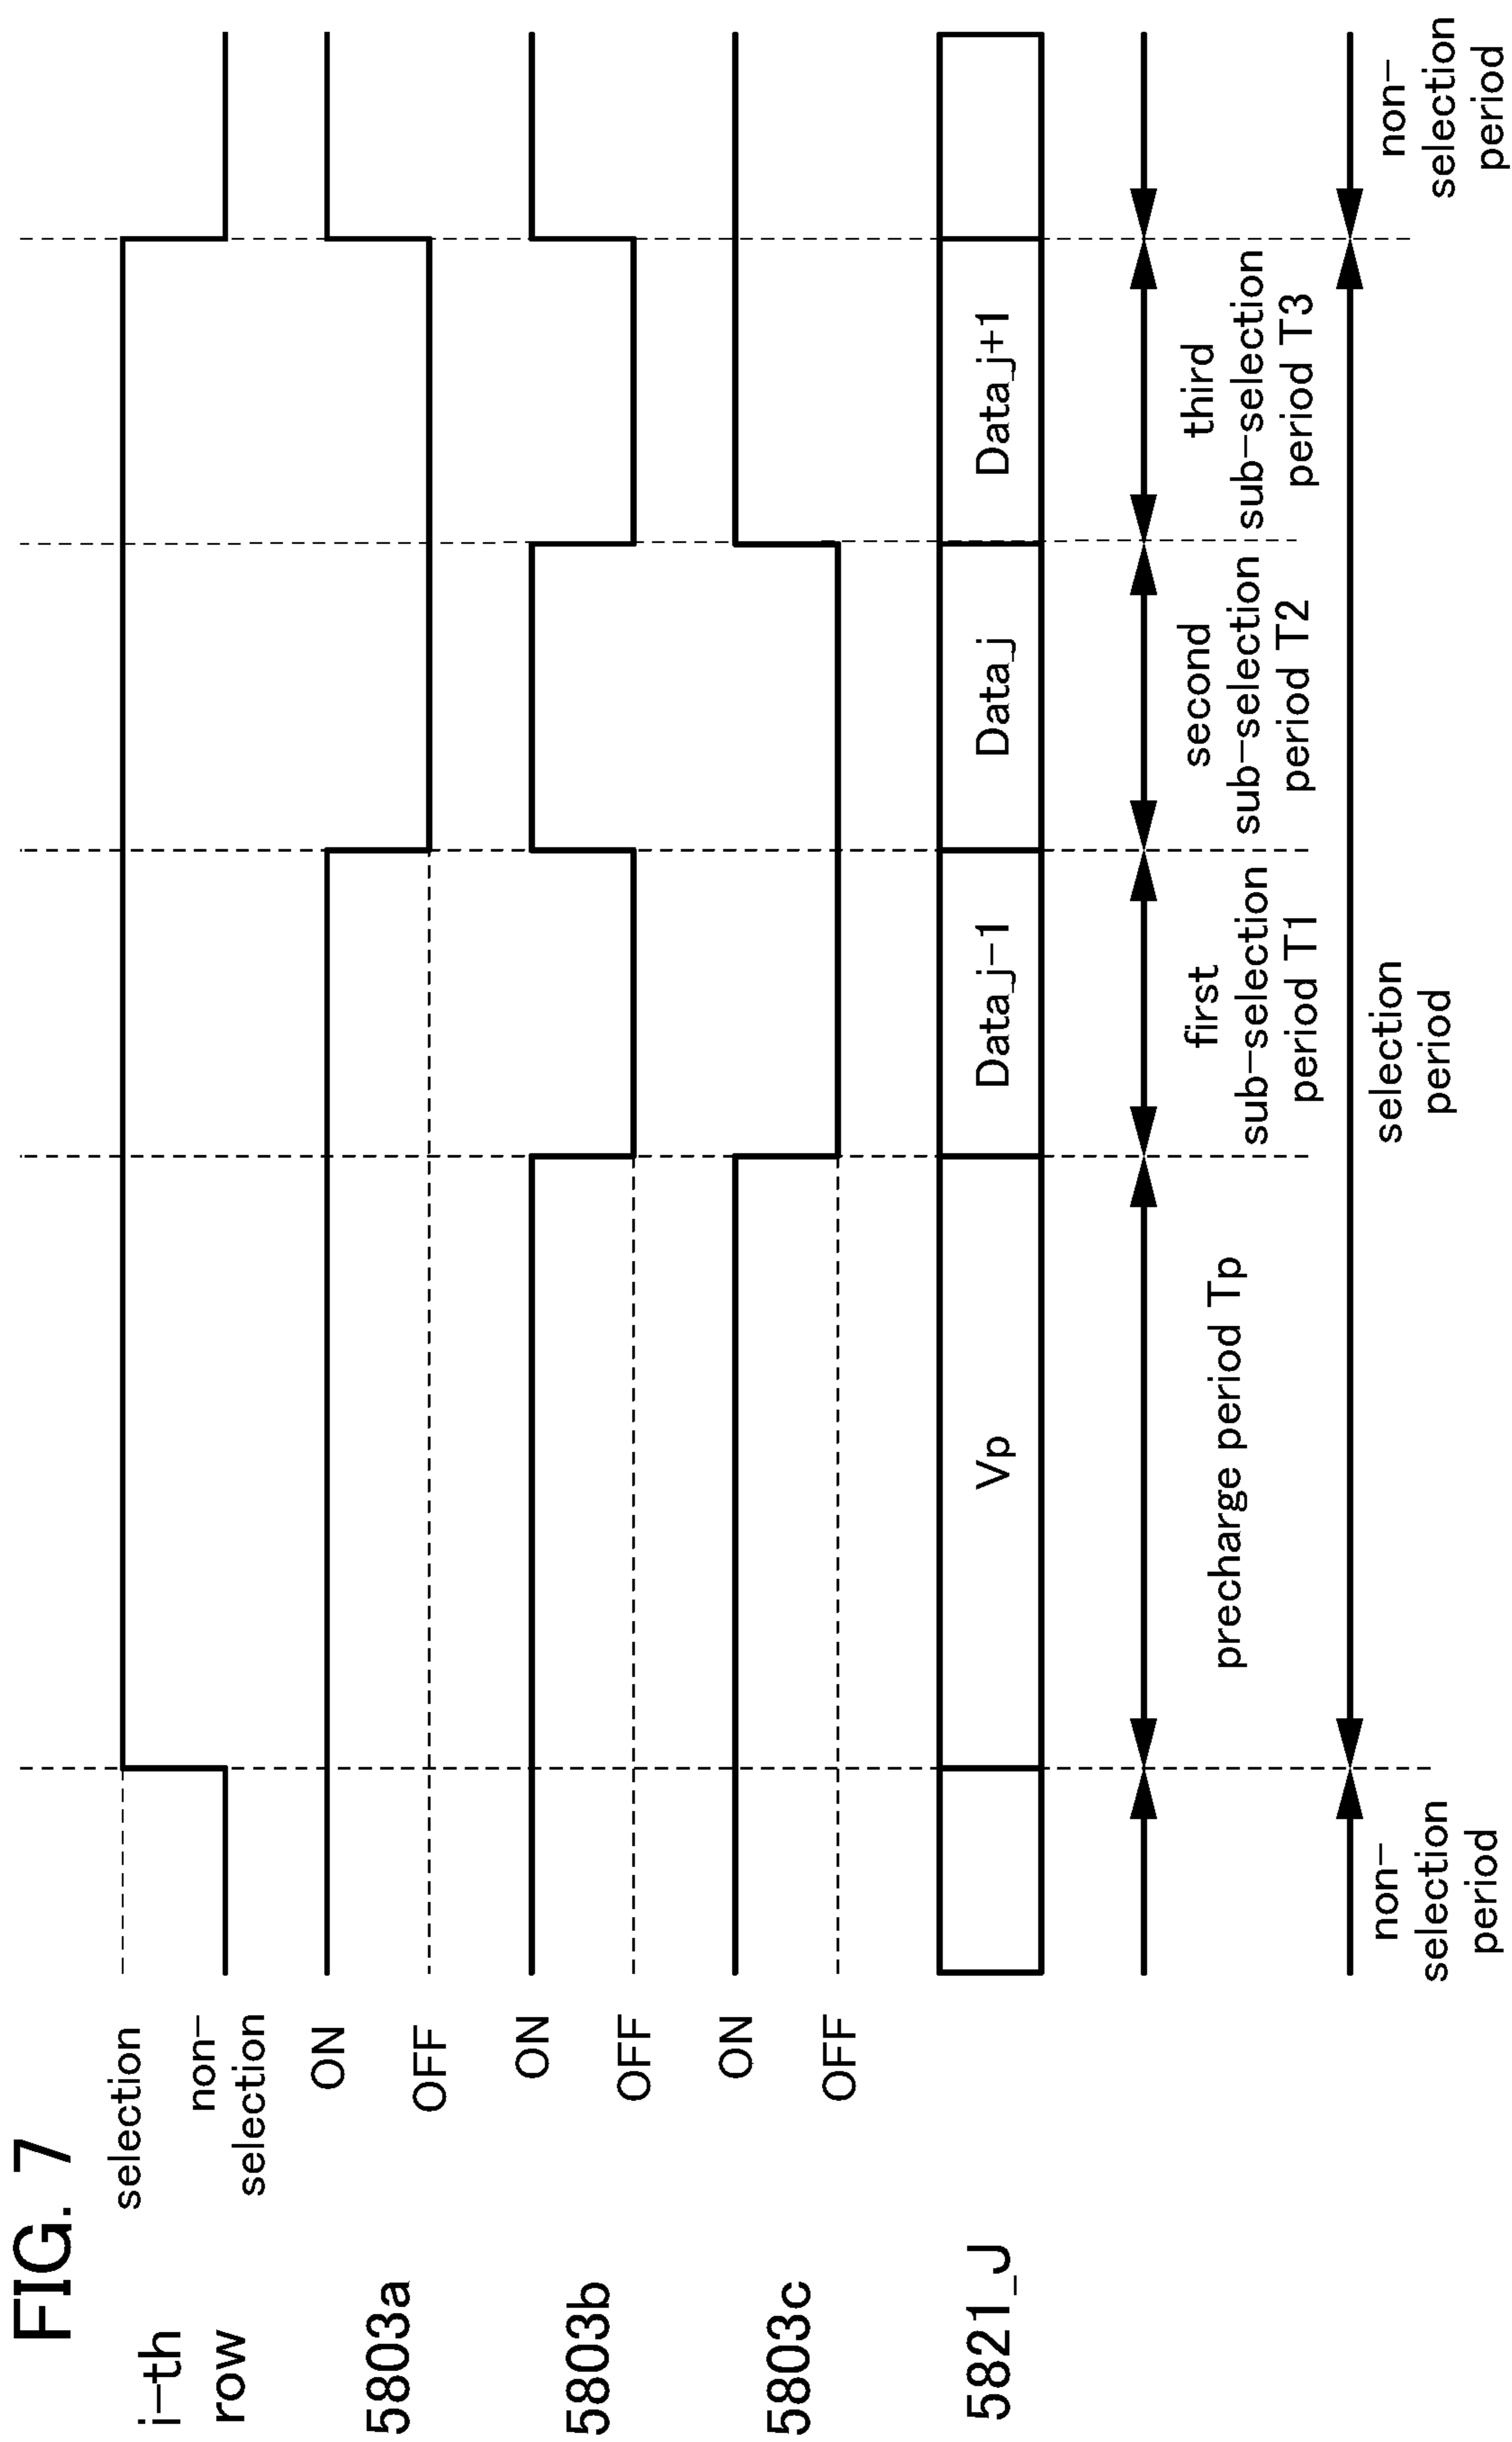 FIG. 7
i-th
row
selection
non-
selection
5803a
ON
OFF
5803b
ON
OFF
5803c
ON
OFF
5821_J
Vp
Data_j-1
Data_j
Data_j+1
precharge period Tp
first
sub-selection
period T1
second
sub-selection
period T2
third
sub-selection
period T3
non-
selection
period
selection
period
non-
selection
period